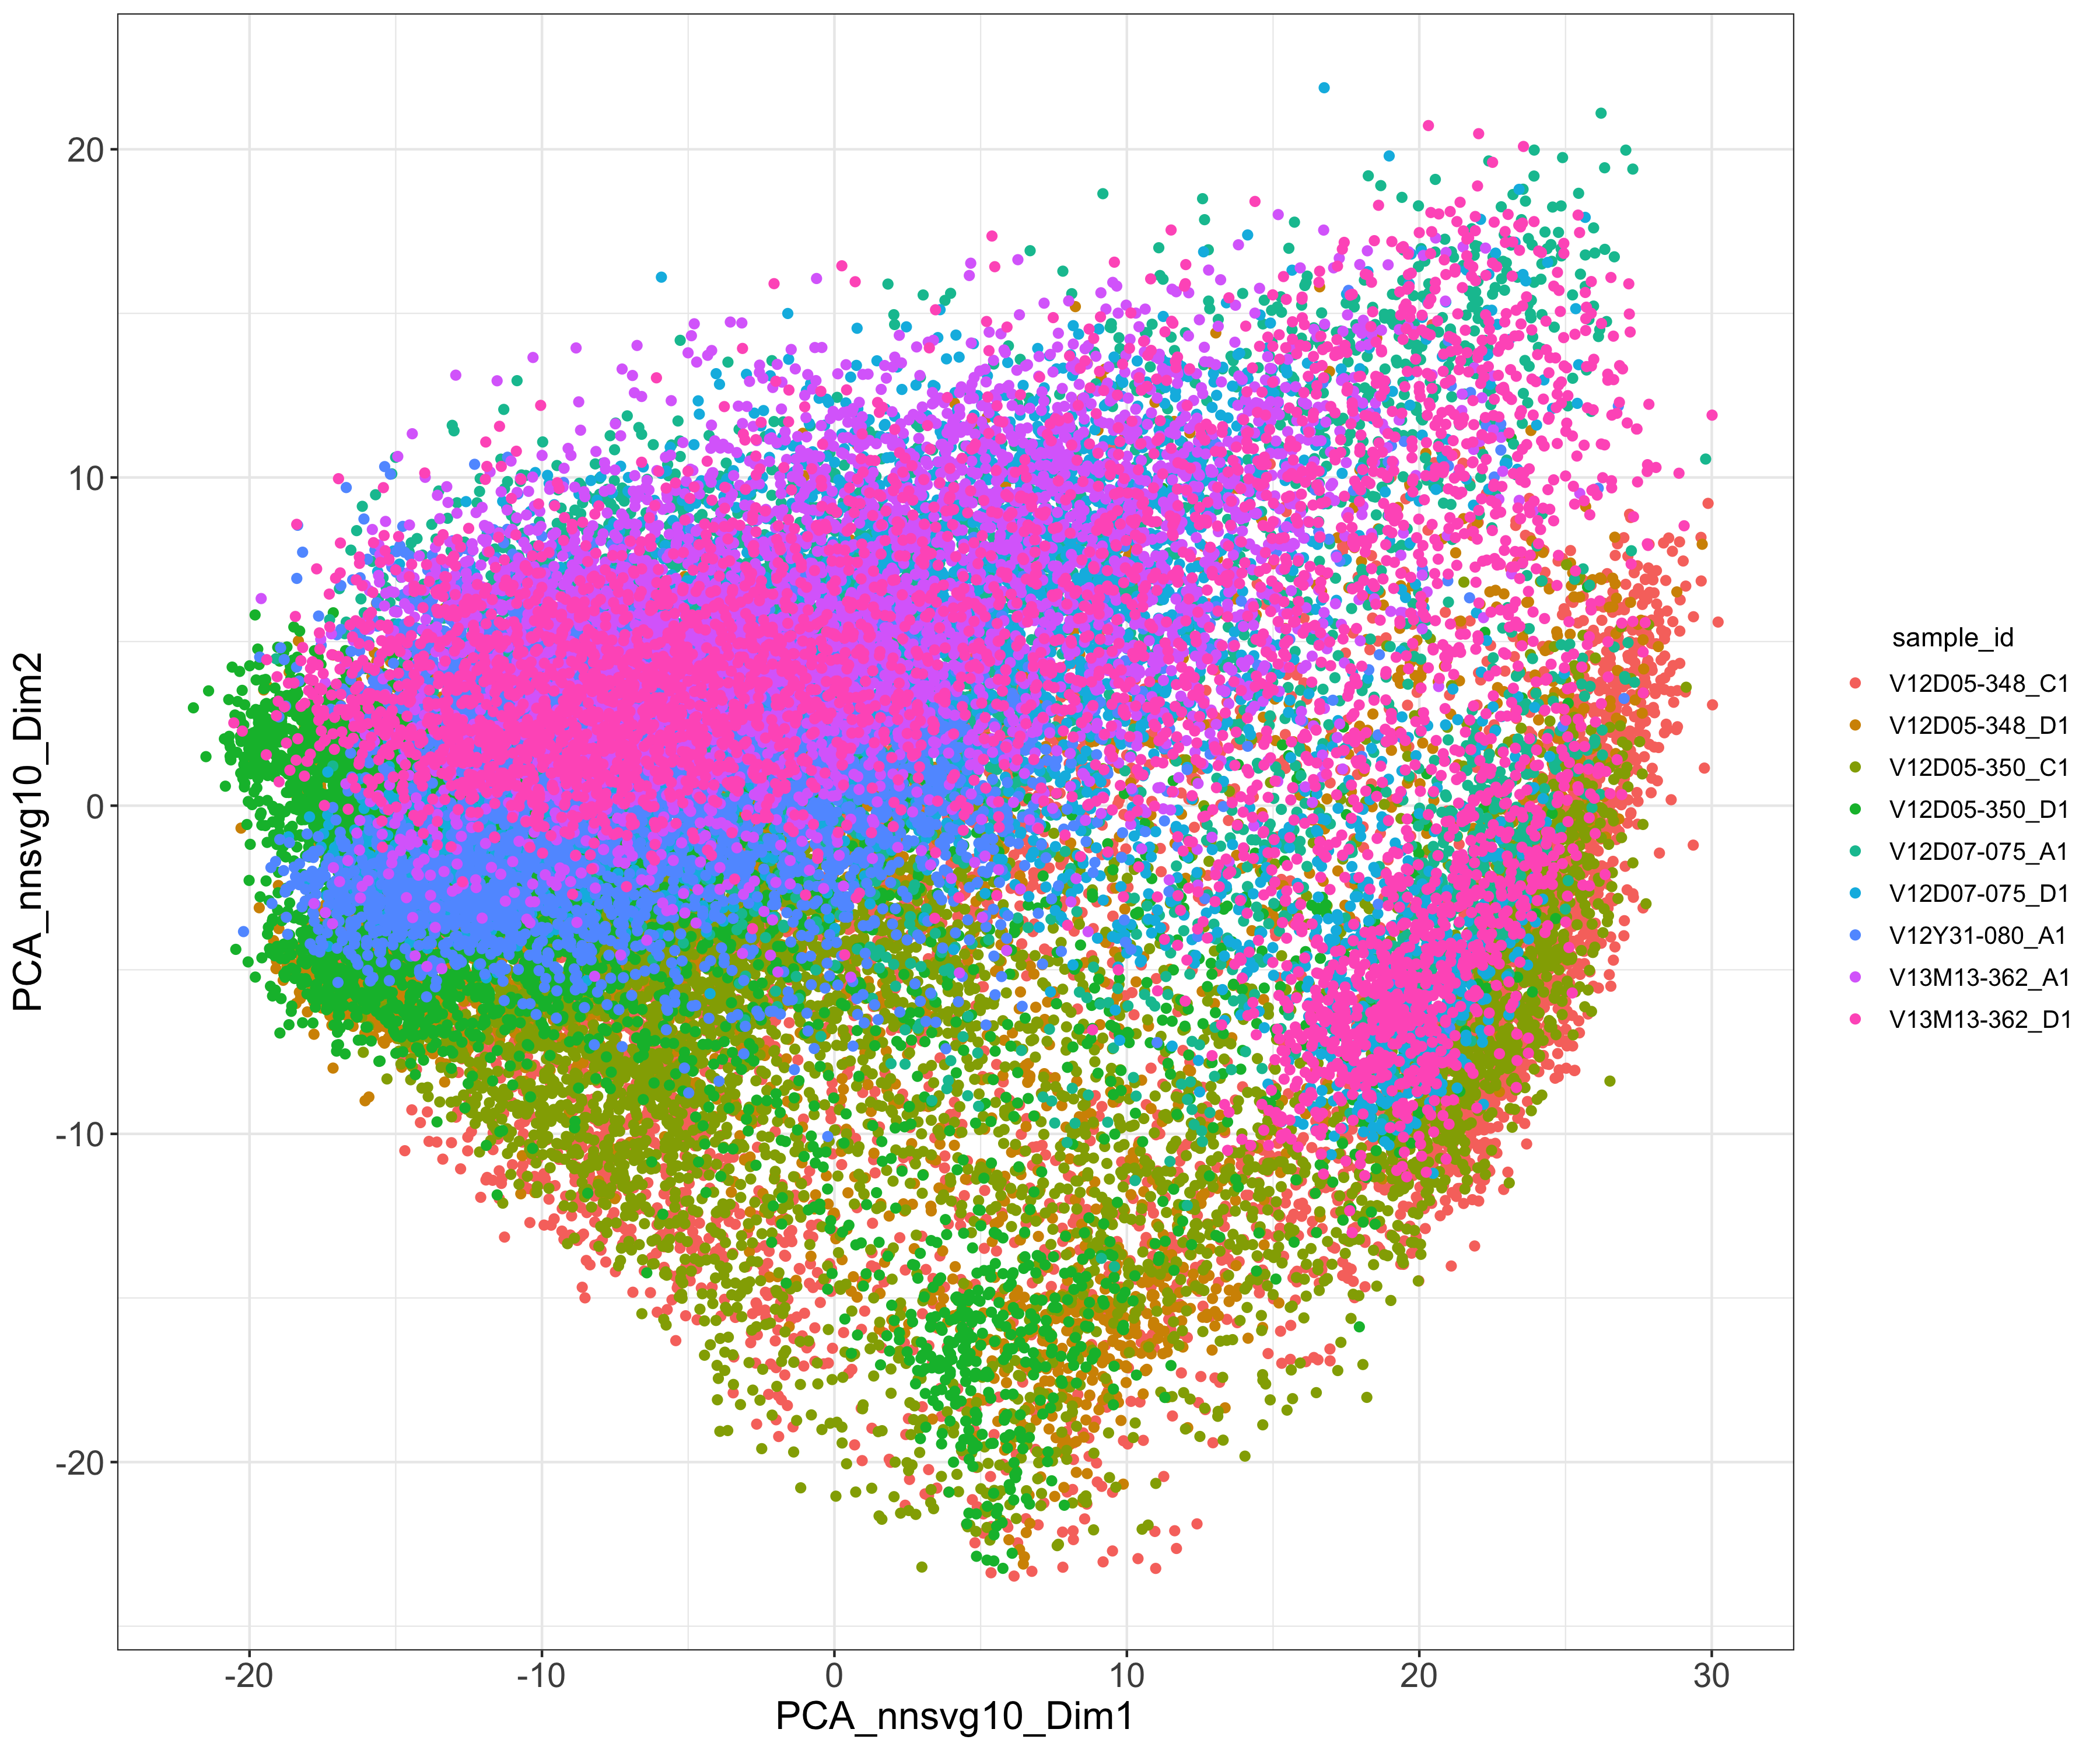 PCA_nnsvg10_Dim2
20
10
0
-10
-20
-20
-10
0
10
20
30
PCA_nnsvg10_Dim1
sample_id
V12D05-348_C1
V12D05-348_D1
V12D05-350_C1
V12D05-350_D1
V12D07-075_A1
V12D07-075_D1
V12Y31-080_A1
V13M13-362_A1
V13M13-362_D1